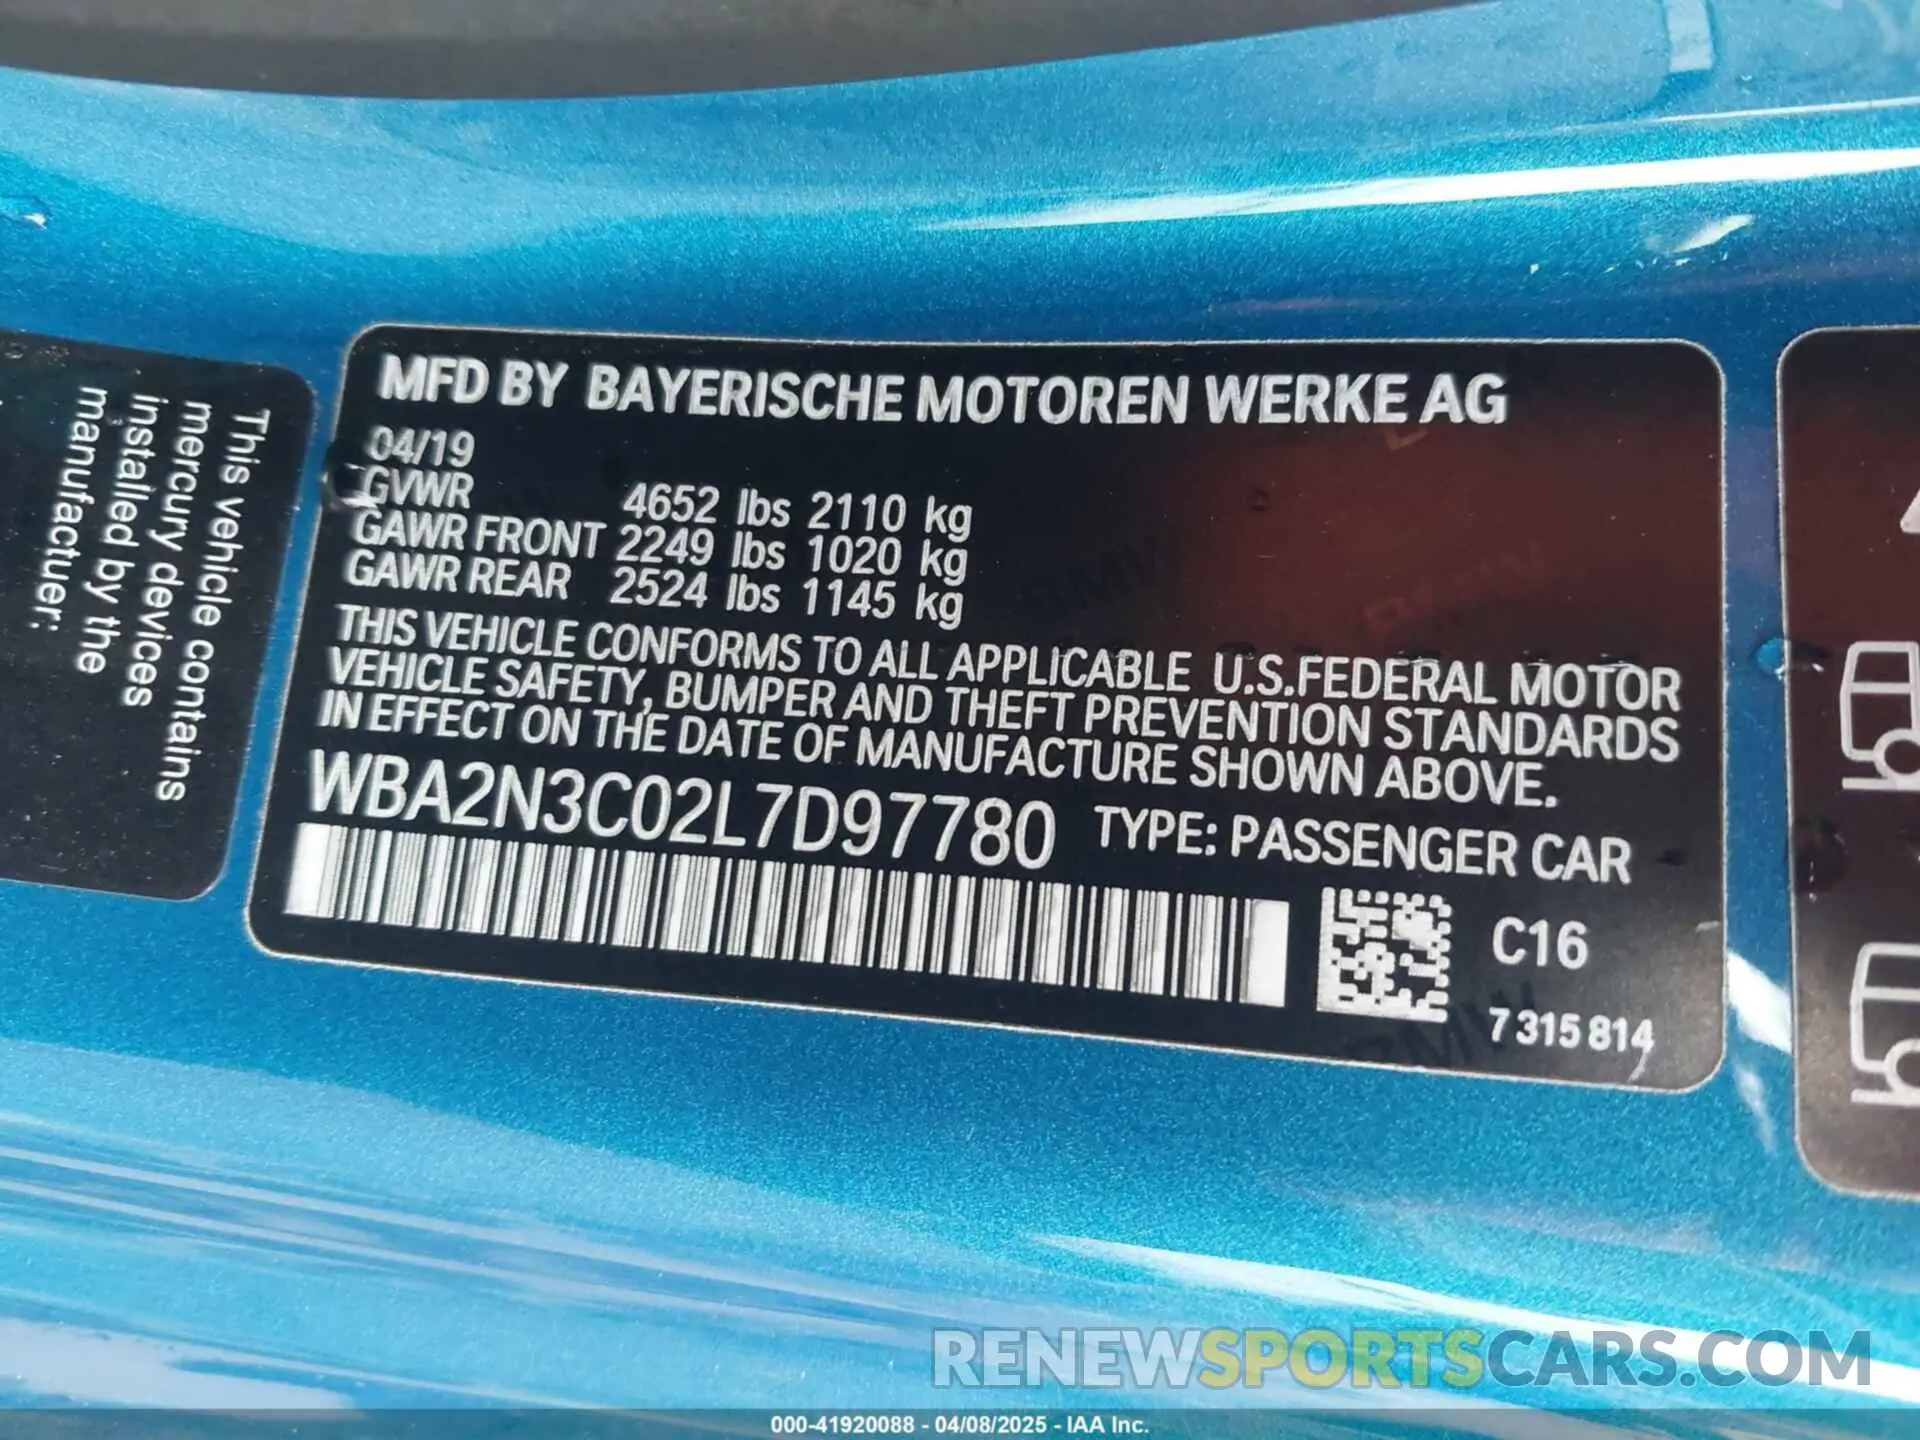 This vehicle contains
mercury devices
installed by the
manufacturer:
MFD BY BAYERISCHE MOTOREN WERKE AG
04/19
GVWR 4652 lbs 2110 kg
GAWR FRONT 2249 lbs 1020 kg
GAWR REAR 2524 lbs 1145 kg
THIS VEHICLE CONFORMS TO ALL APPLICABLE U.S.FEDERAL MOTOR
VEHICLE SAFETY, BUMPER AND THEFT PREVENTION STANDARDS
IN EFFECT ON THE DATE OF MANUFACTURE SHOWN ABOVE.
WBA2N3C02L7D97780 TYPE: PASSENGER CAR
C16
7 315 814
RENEWSPORTSCARS.COM
000-41920088 - 04/08/2025 - IAA Inc.